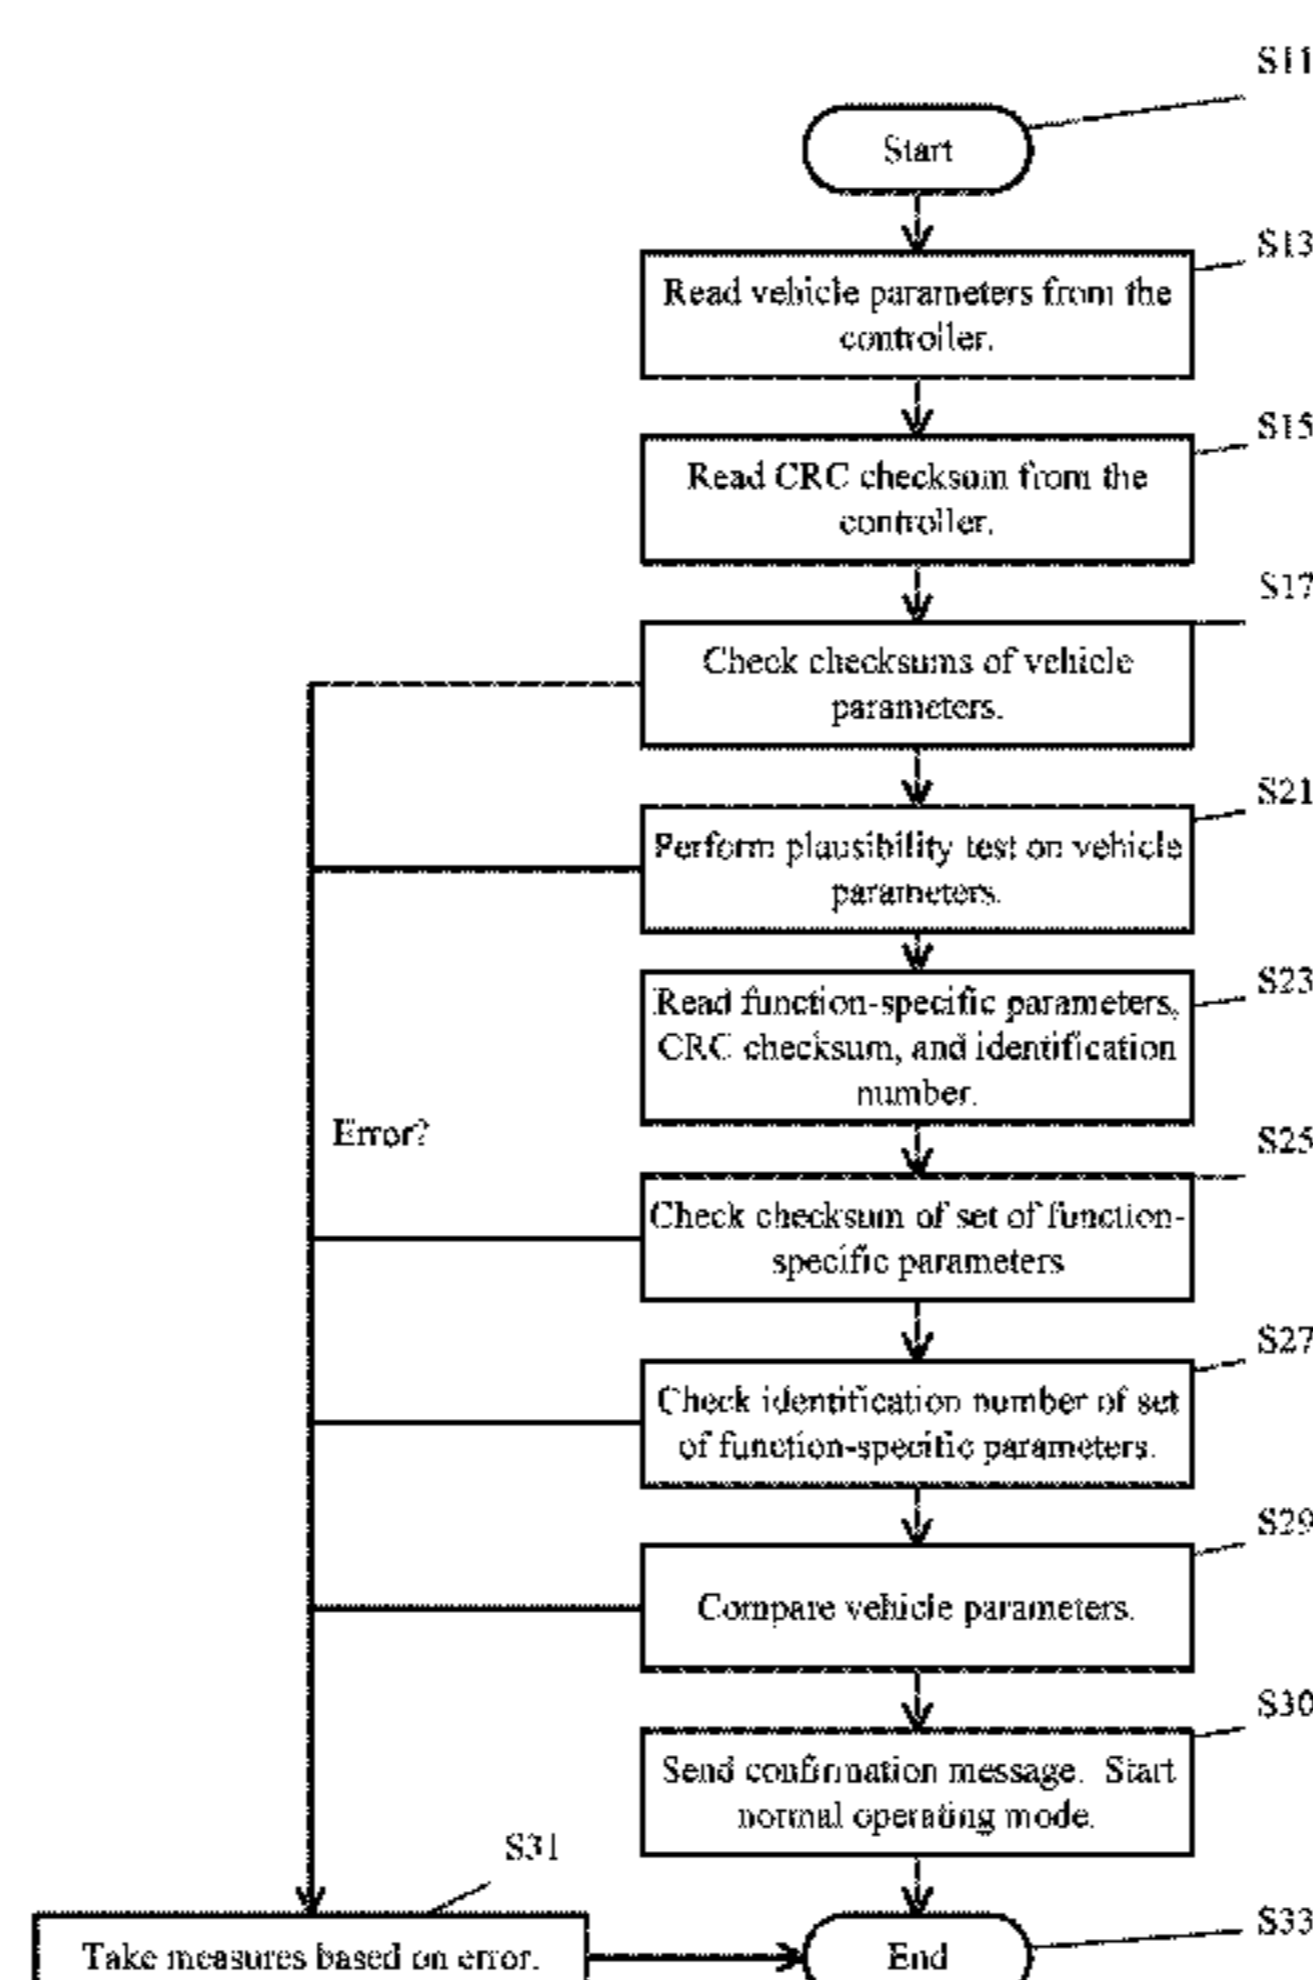 S11
Start
S13
Read vehicle parameters from the
controller.
S15
Read CRC checksum from the
controller.
S17
Check checksums of vehicle
parameters.
S21
Perform plausibility test on vehicle
parameters.
S23
Read function-specific parameters,
CRC checksum, and identification
number.
Error?
S25
Check checksum of set of function-
specific parameters
S27
Check identification number of set
of function-specific parameters.
S29
Compare vehicle parameters.
S30
Send confirmation message. Start
normal operating mode.
S31
Take measures based on error.
S33
End